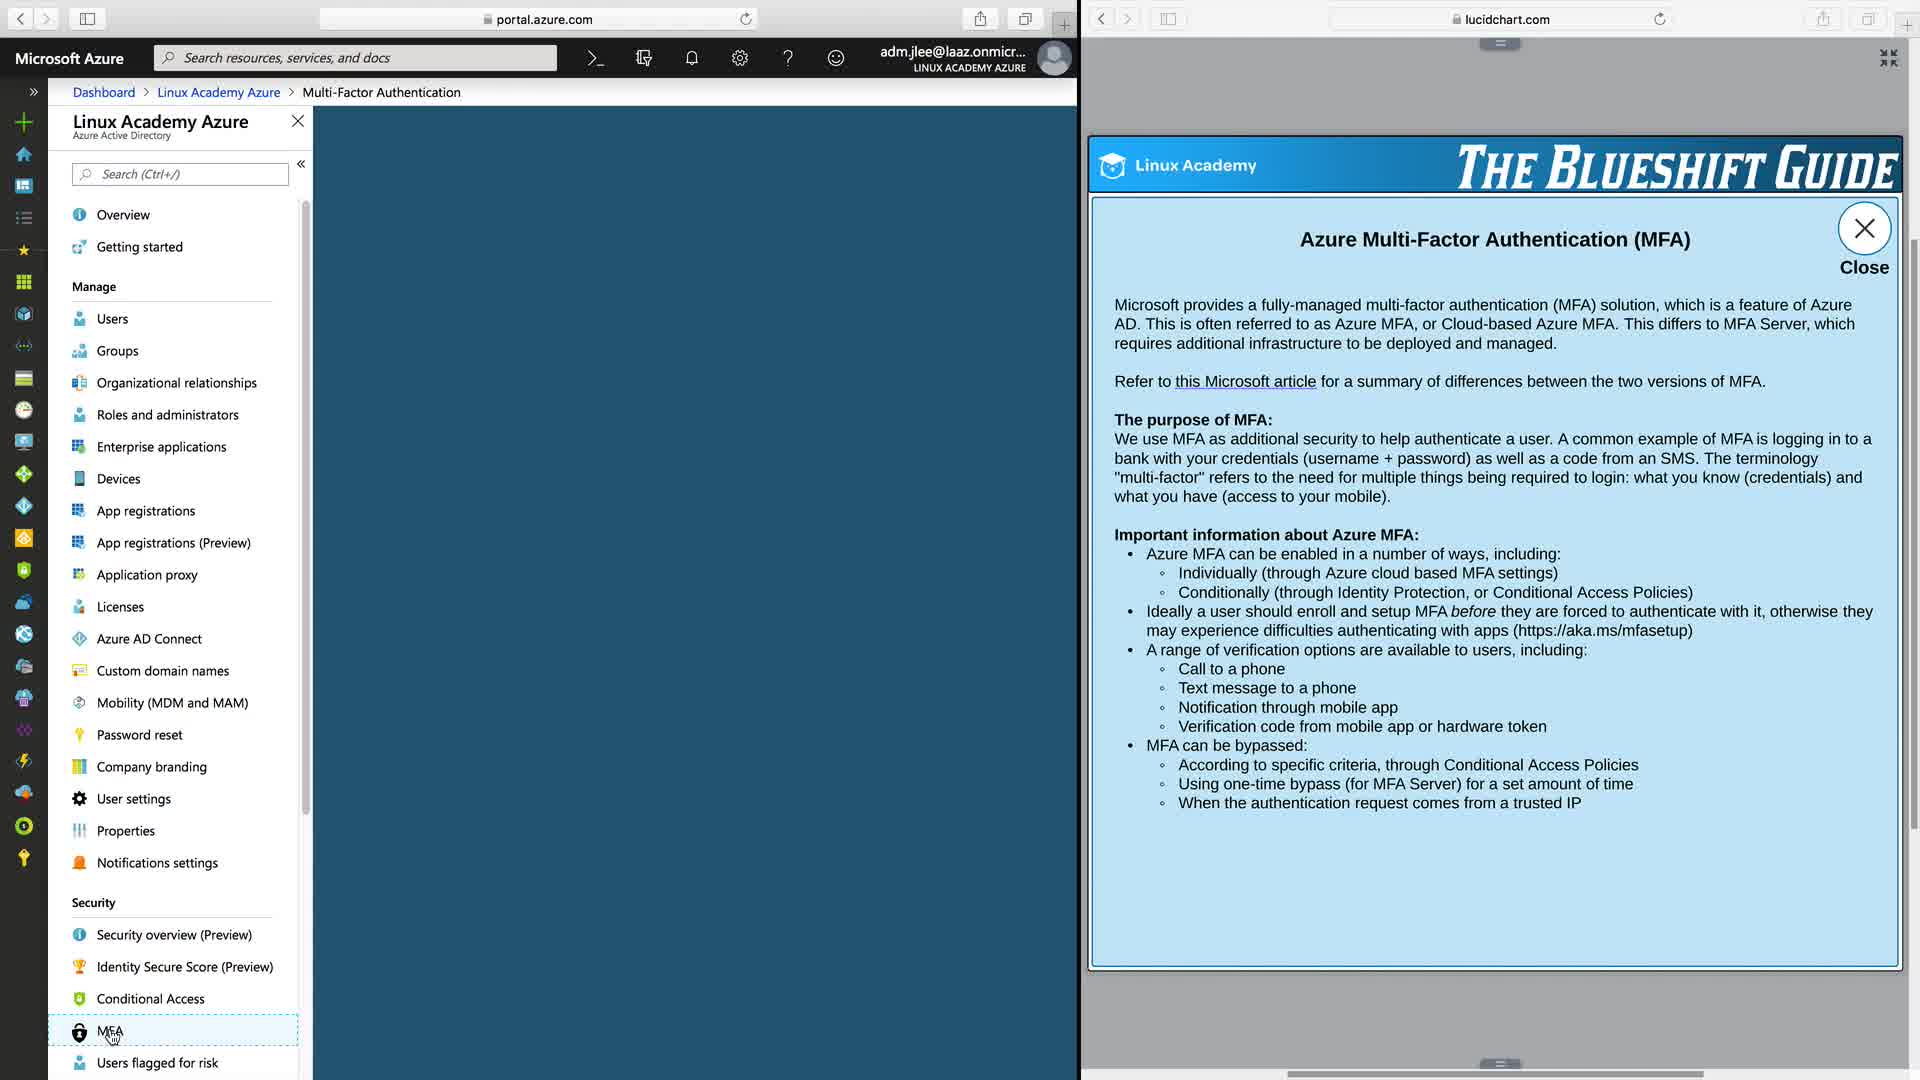 portal.azure.com
Microsoft Azure
Search resources, services, and docs
adm.jlee@laaz.onmicr...
LINUX ACADEMY AZURE
Dashboard > Linux Academy Azure > Multi-Factor Authentication
Linux Academy Azure
Azure Active Directory
Search (Ctrl+/)
Overview
Getting started
Manage
Users
Groups
Organizational relationships
Roles and administrators
Enterprise applications
Devices
App registrations
App registrations (Preview)
Application proxy
Licenses
Azure AD Connect
Custom domain names
Mobility (MDM and MAM)
Password reset
Company branding
User settings
Properties
Notifications settings
Security
Security overview (Preview)
Identity Secure Score (Preview)
Conditional Access
MFA
Users flagged for risk
lucidchart.com
Linux Academy
THE BLUESHIFT GUIDE
Azure Multi-Factor Authentication (MFA)
Close
Microsoft provides a fully-managed multi-factor authentication (MFA) solution, which is a feature of Azure
AD. This is often referred to as Azure MFA, or Cloud-based Azure MFA. This differs to MFA Server, which
requires additional infrastructure to be deployed and managed.
Refer to this Microsoft article for a summary of differences between the two versions of MFA.
The purpose of MFA:
We use MFA as additional security to help authenticate a user. A common example of MFA is logging in to a
bank with your credentials (username + password) as well as a code from an SMS. The terminology
"multi-factor" refers to the need for multiple things being required to login: what you know (credentials) and
what you have (access to your mobile).
Important information about Azure MFA:
• Azure MFA can be enabled in a number of ways, including:
◦ Individually (through Azure cloud based MFA settings)
◦ Conditionally (through Identity Protection, or Conditional Access Policies)
• Ideally a user should enroll and setup MFA before they are forced to authenticate with it, otherwise they
may experience difficulties authenticating with apps (https://aka.ms/mfasetup)
• A range of verification options are available to users, including:
◦ Call to a phone
◦ Text message to a phone
◦ Notification through mobile app
◦ Verification code from mobile app or hardware token
• MFA can be bypassed:
◦ According to specific criteria, through Conditional Access Policies
◦ Using one-time bypass (for MFA Server) for a set amount of time
◦ When the authentication request comes from a trusted IP